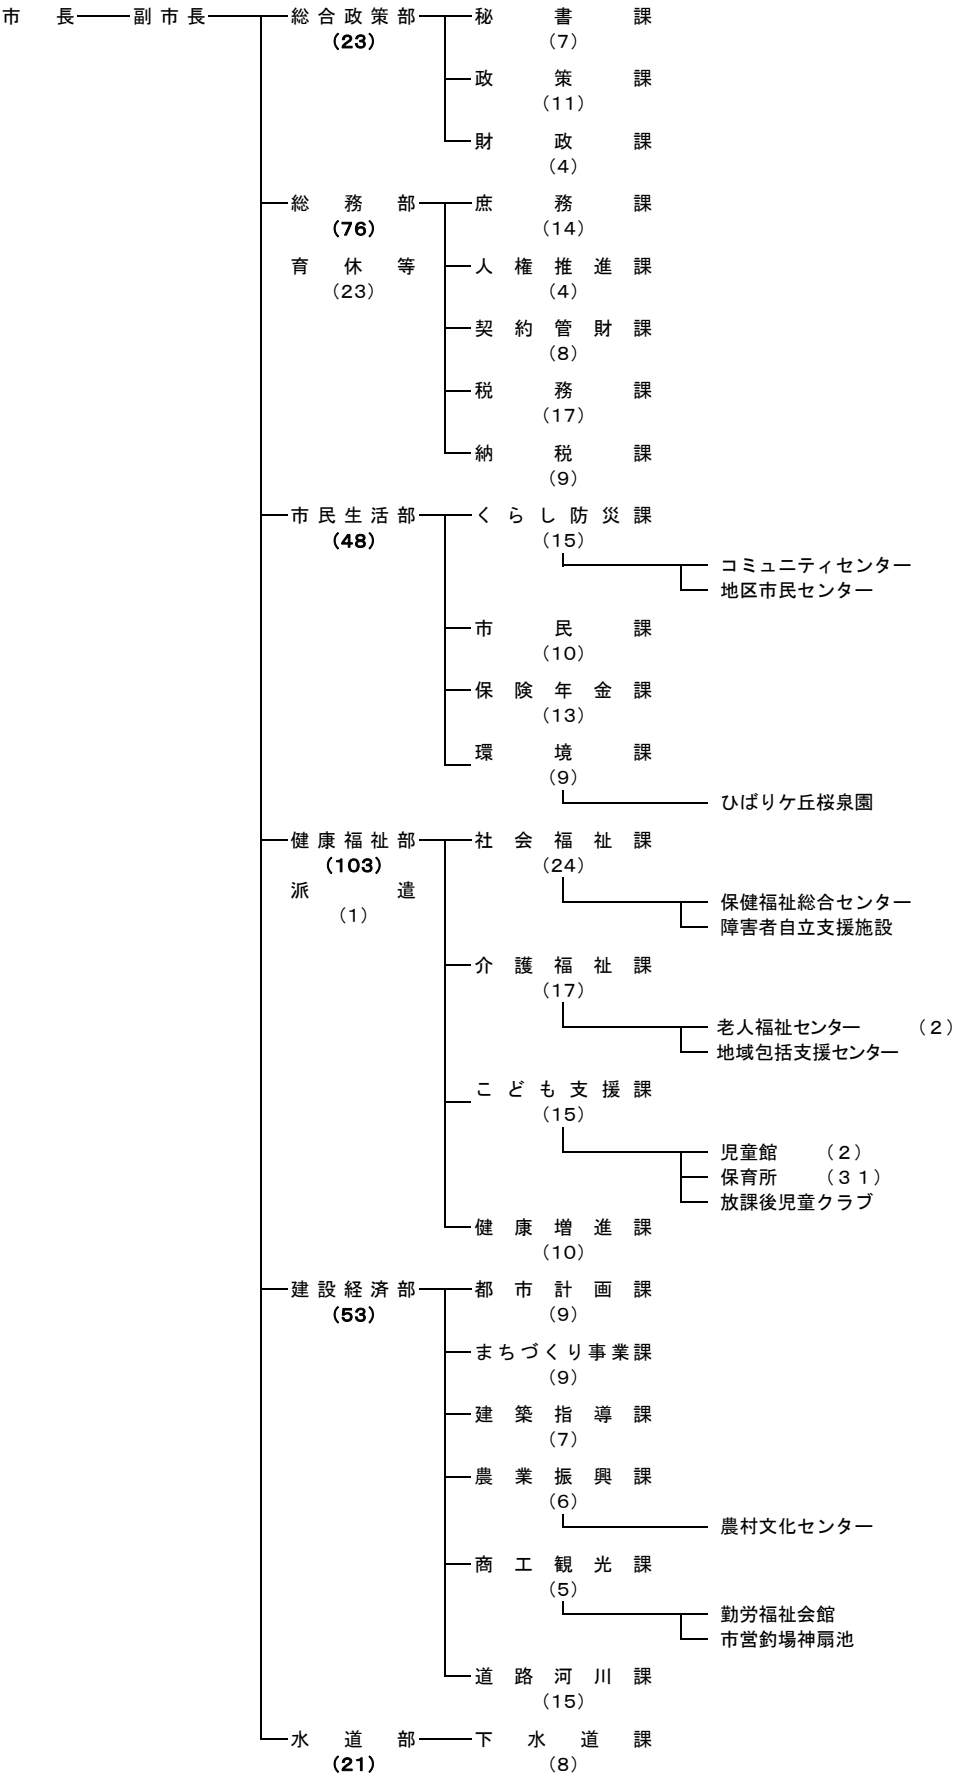 市長 副市長 総合政策部 秘書課
(23) (7)
政策課
(11)
財政課
(4)
総務部 庶務課
(76) (14)
育休等 人権推進課
(23) (4)
契約管財課
(8)
税務課
(17)
納税課
(9)
市民生活部 くらし防災課
(48) (15)
コミュニティセンター
地区市民センター
市民課
(10)
保険年金課
(13)
環境課
(9)
ひばりケ丘桜泉園
健康福祉部 社会福祉課
(103) (24)
派遣
(1)
保健福祉総合センター
障害者自立支援施設
介護福祉課
(17)
老人福祉センター (2)
地域包括支援センター
こども支援課
(15)
児童館 (2)
保育所 (31)
放課後児童クラブ
健康増進課
(10)
建設経済部 都市計画課
(53) (9)
まちづくり事業課
(9)
建築指導課
(7)
農業振興課
(6)
農村文化センター
商工観光課
(5)
勤労福祉会館
市営釣場神扇池
道路河川課
(15)
水道部 下水道課
(21) (8)